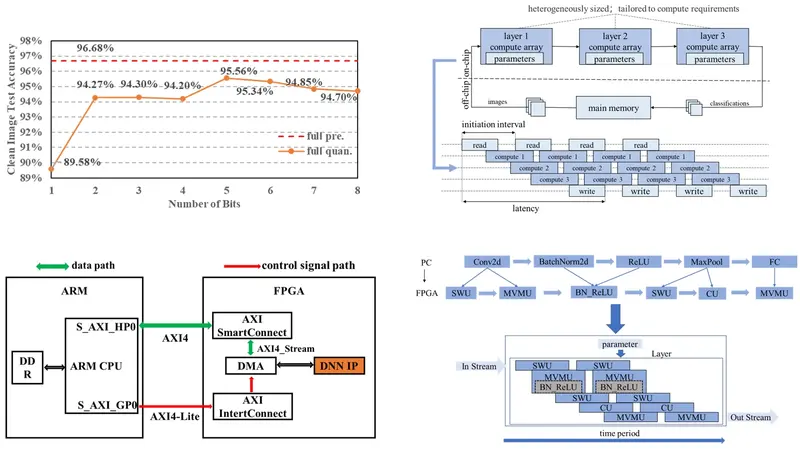 Clean Image Test Accuracy
98%
97%
96%
95%
94%
93%
92%
91%
90%
89%
96.68%
89.58%
94.27%
94.30%
94.20%
95.56%
95.34%
94.85%
94.70%
full pre.
full quan.
1 2 3 4 5 6 7 8
Number of Bits
heterogeneously sized; tailored to compute requirements
off-chip on-chip
layer 1
compute array
parameters
layer 2
compute array
parameters
layer 3
compute array
parameters
images
main memory
classifications
initiation interval
read read read read
compute 1 compute 1 compute 1 compute 1
compute 2 compute 2 compute 2 compute 2
compute 3 compute 3 compute 3 compute 3
write write write write
latency
data path
control signal path
ARM
FPGA
DD
R
ARM CPU
S_AXI_HP0
S_AXI_GP0
AXI4
AXI4-Lite
AXI
SmartConnect
AXI4_Stream
DMA
DNN IP
AXI
IntertConnect
PC
Conv2d BatchNorm2d ReLU MaxPool FC
FPGA
SWU MVMU BN_ReLU SWU CU MVMU
parameter
Layer
In Stream
SWU SWU
MVMU MVMU
BN_ReLU BN_ReLU
SWU SWU
CU CU
MVMU MVMU
Out Stream
time period